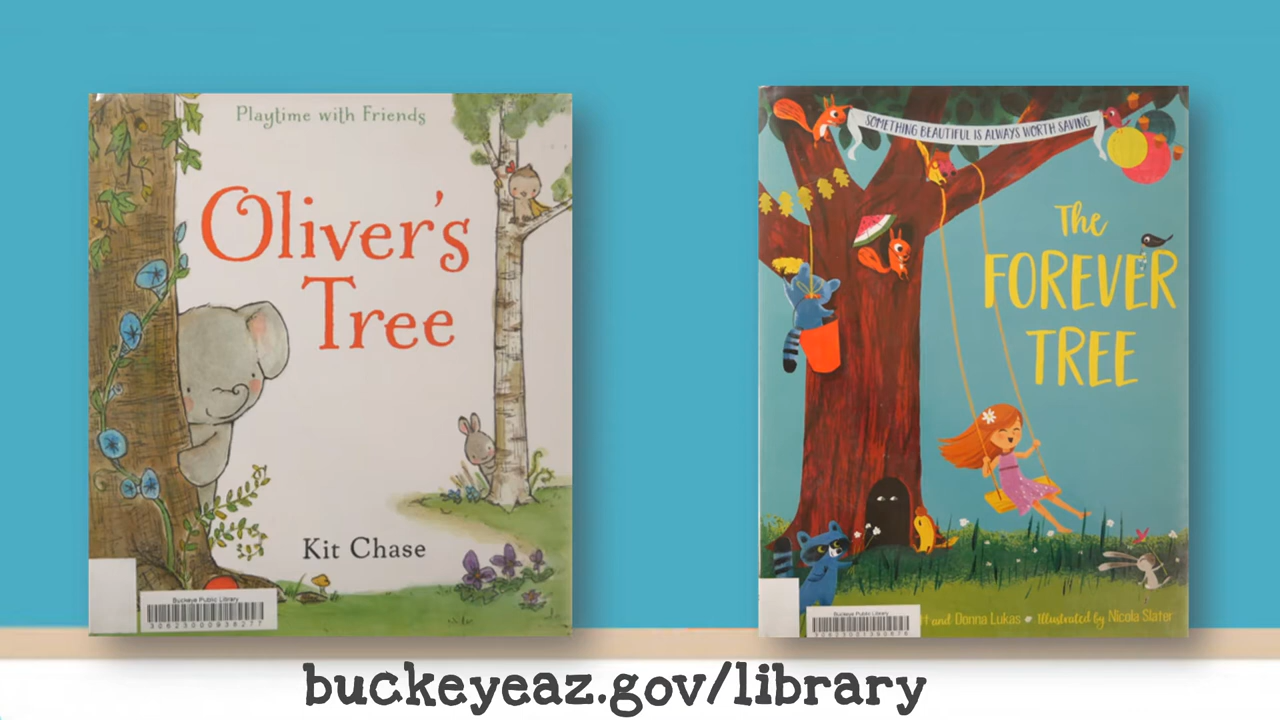 Playtime with Friends
Oliver's
Tree
Kit Chase
Buckeye Public Library
SOMETHING BEAUTIFUL IS ALWAYS WORTH SAVING
The
FOREVER
TREE
Buckeye Public Library
and Donna Lukas • Illustrated by Nicola Slater
buckeyeaz.gov/library